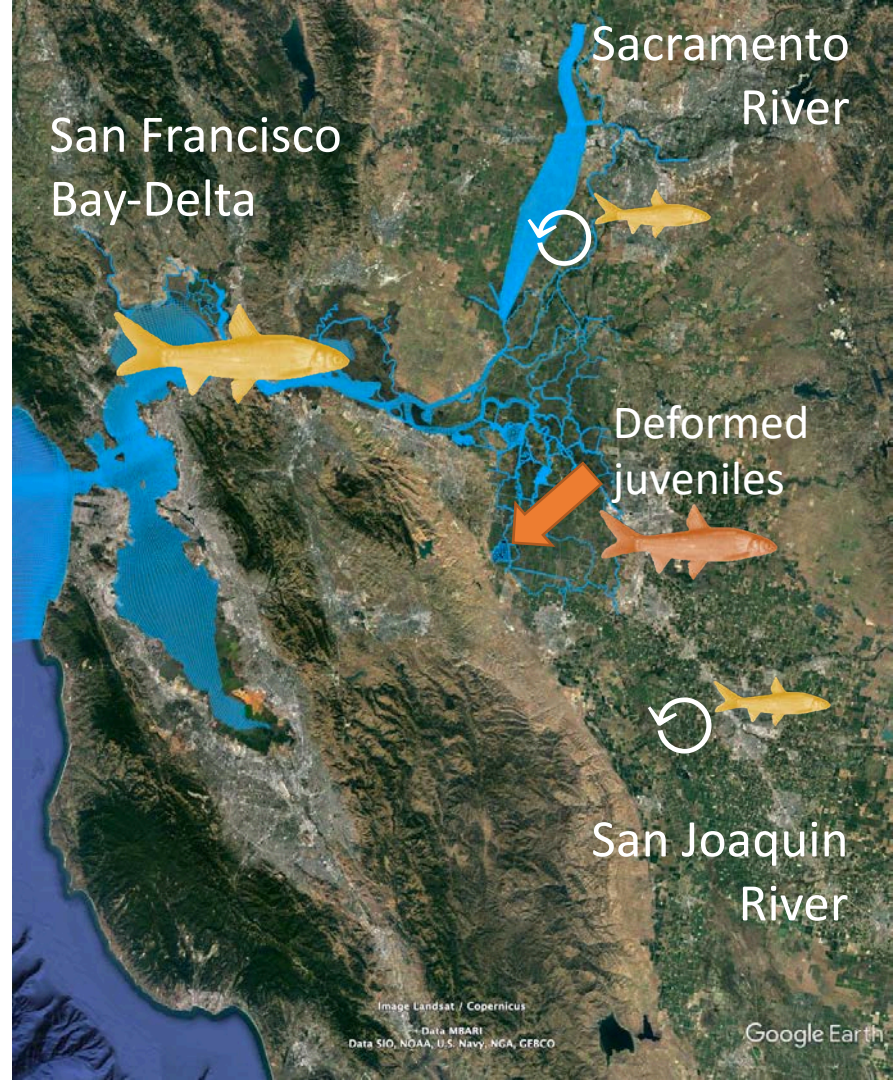 Sacramento
River
San Francisco
Bay-Delta
Deformed
juveniles
San Joaquin
River
Image Landsat / Copernicus
Data MBARI
Data SIO, NOAA, U.S. Navy, NGA, GEBCO
Google Earth